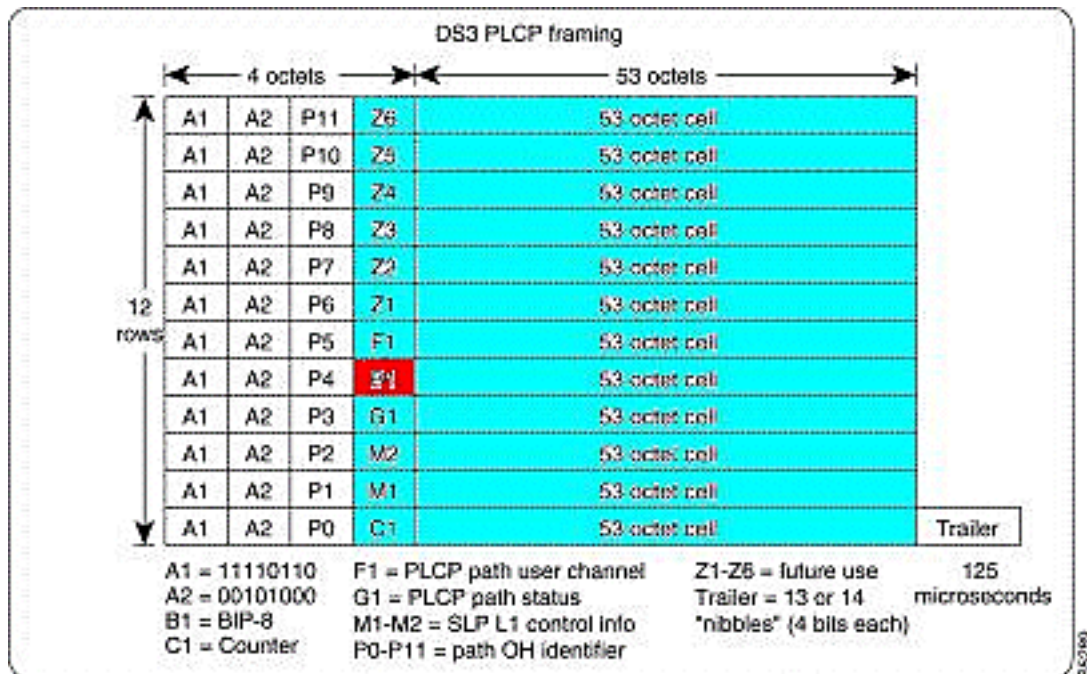 DS3 PLCP framing
4 octets 53 octets
A1 A2 P11 Z6 53 octet cell
A1 A2 P10 Z5 53 octet cell
A1 A2 P9 Z4 53 octet cell
A1 A2 P8 Z3 53 octet cell
A1 A2 P7 Z2 53 octet cell
12 A1 A2 P6 Z1 53 octet cell
rows A1 A2 P5 F1 53 octet cell
A1 A2 P4 B1 53 octet cell
A1 A2 P3 G1 53 octet cell
A1 A2 P2 M2 53 octet cell
A1 A2 P1 M1 53 octet cell
A1 A2 P0 C1 53 octet cell Trailer
A1 = 11110110 F1 = PLCP path user channel Z1-Z6 = future use 125
A2 = 00101000 G1 = PLCP path status Trailer = 13 or 14 microseconds
B1 = BIP-8 M1-M2 = SLP L1 control info "nibbles" (4 bits each)
C1 = Counter P0-P11 = path OH identifier